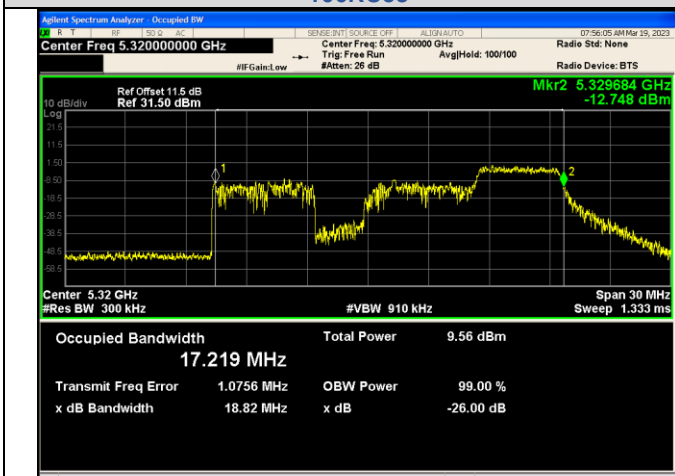 Agilent Spectrum Analyzer - Occupied BW
R T RF 50 Ω AC SENSE:INT SOURCE OFF ALIGN AUTO 07:56:05 AM Mar 19, 2023
Center Freq 5.320000000 GHz Center Freq: 5.320000000 GHz Radio Std: None
Trig: Free Run Avg|Hold: 100/100
#IFGain:Low #Atten: 26 dB Radio Device: BTS
Ref Offset 11.5 dB Mkr2 5.329684 GHz
10 dB/div Ref 31.50 dBm -12.748 dBm
Log
21.5
11.5
1.50
-8.50
-18.5
-28.5
-38.5
-48.5
-58.5
1
2
Center 5.32 GHz Span 30 MHz
#Res BW 300 kHz #VBW 910 kHz Sweep 1.333 ms
Occupied Bandwidth Total Power 9.56 dBm
17.219 MHz
Transmit Freq Error 1.0756 MHz OBW Power 99.00 %
x dB Bandwidth 18.82 MHz x dB -26.00 dB